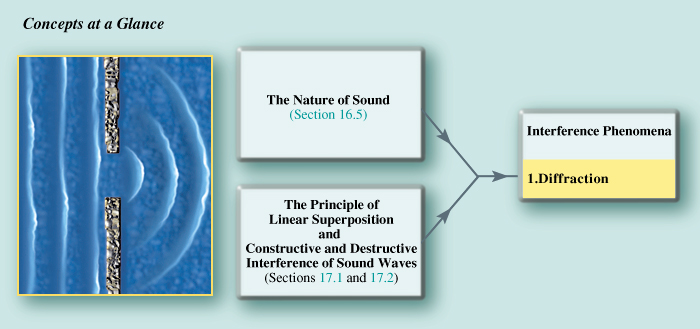 Concepts at a Glance
The Nature of Sound
(Section 16.5)
The Principle of
Linear Superposition
and
Constructive and Destructive
Interference of Sound Waves
(Sections 17.1 and 17.2)
Interference Phenomena
1.Diffraction